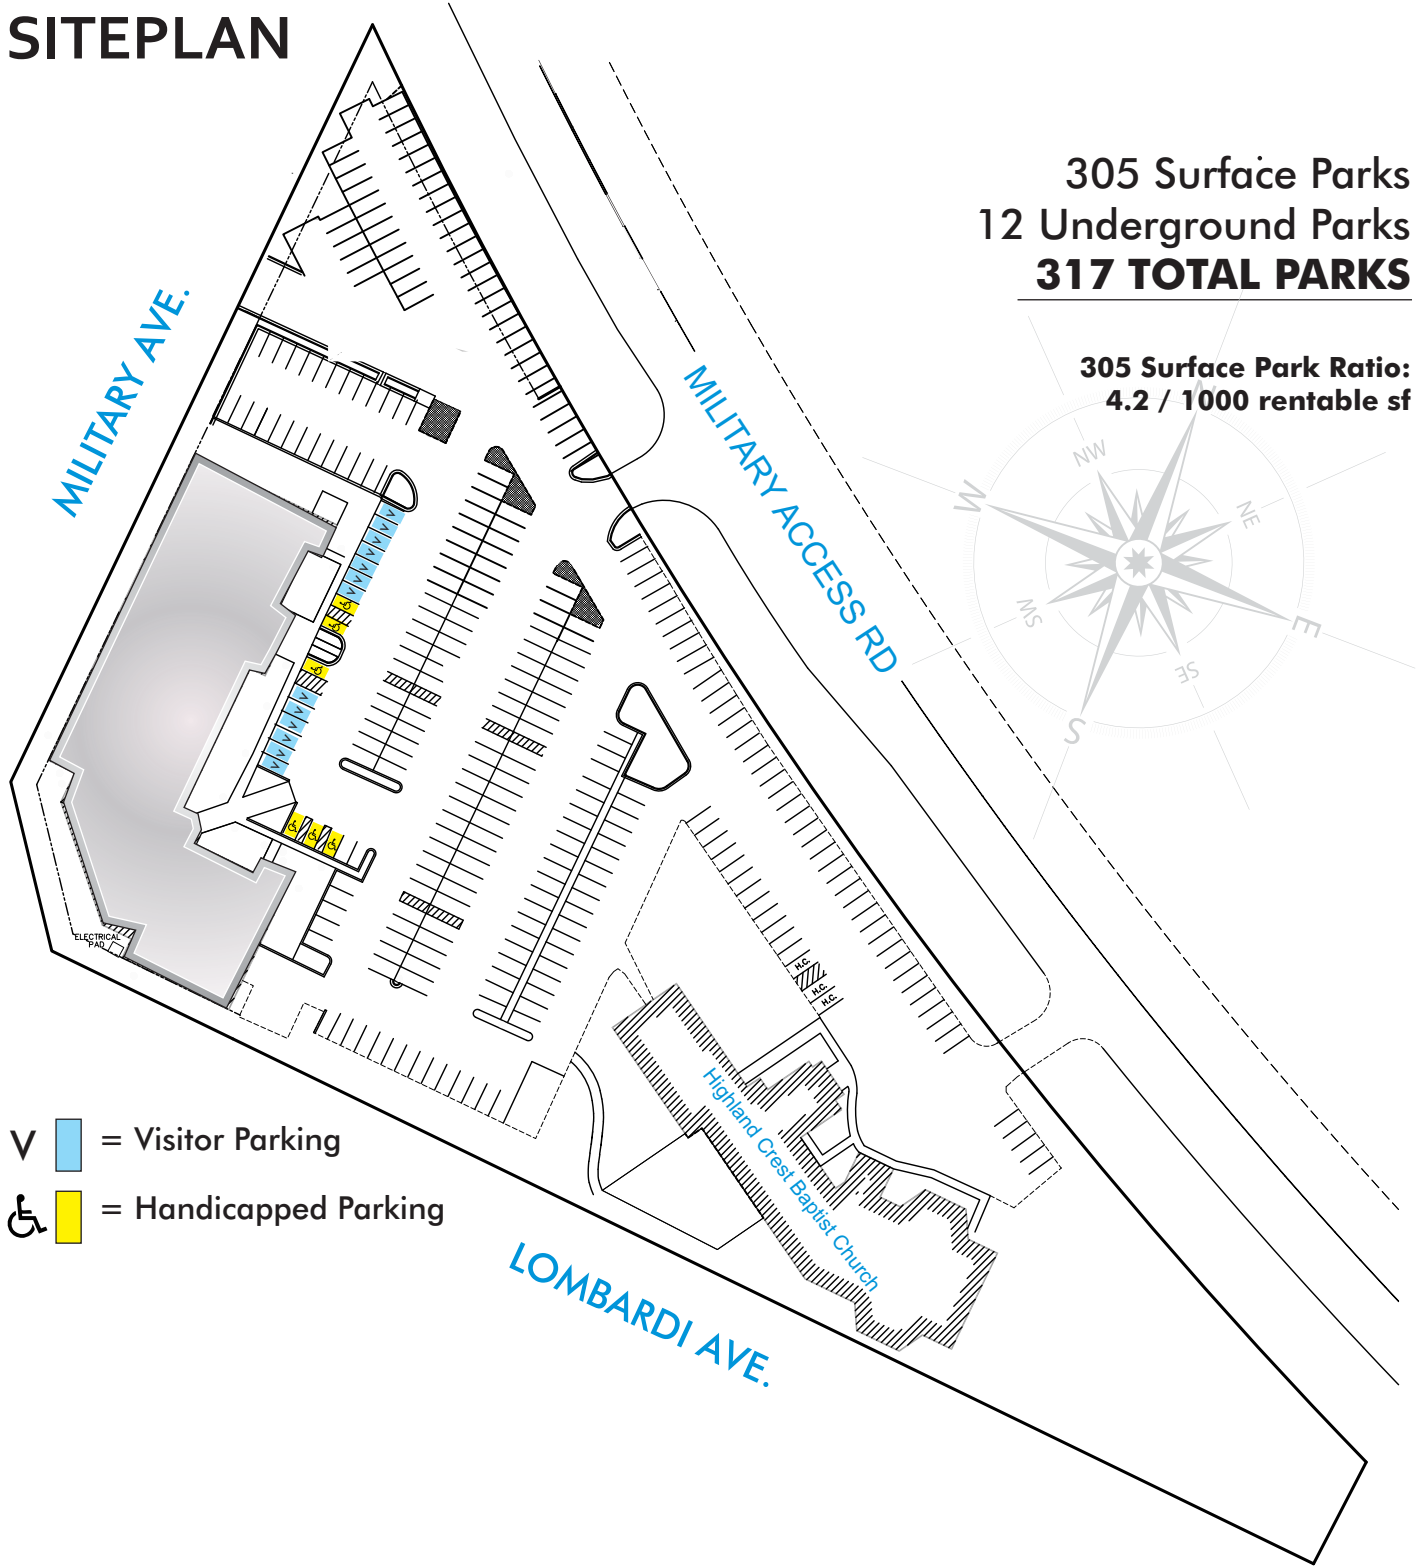 SITEPLAN
305 Surface Parks
12 Underground Parks
317 TOTAL PARKS
305 Surface Park Ratio:
4.2 / 1000 rentable sf
MILITARY AVE.
MILITARY ACCESS RD
N
NW
NE
W
E
SW
SE
S
V
V
V
V
V
V
V
V
V
V
V
V
V
ELECTRICAL
PAD
H.C.
H.C.
H.C.
Highland Crest Baptist Church
V = Visitor Parking
= Handicapped Parking
LOMBARDI AVE.